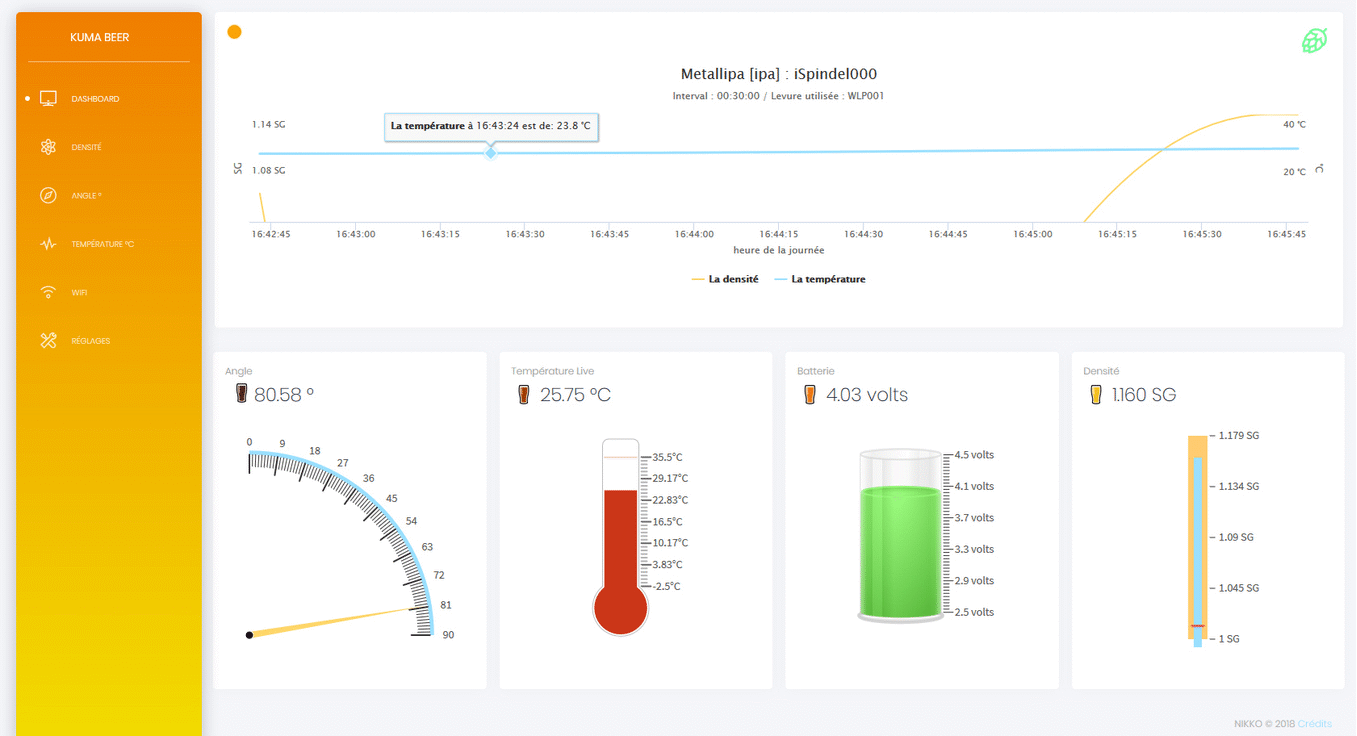 KUMA BEER
DASHBOARD
DENSITÉ
ANGLE °
TEMPÉRATURE °C
WIFI
RÉGLAGES
Metallipa [ipa] : iSpindel000
Interval : 00:30:00 / Levure utilisée : WLP001
La température à 16:43:24 est de: 23.8 °C
1.14 SG
1.08 SG
SG
40 °C
20 °C
°C
16:42:45 16:43:00 16:43:15 16:43:30 16:43:45 16:44:00 16:44:15 16:44:30 16:44:45 16:45:00 16:45:15 16:45:30 16:45:45
heure de la journée
La densité La température
Angle
80.58 °
0
9
18
27
36
45
54
63
72
81
90
Température Live
25.75 °C
35.5°C
29.17°C
22.83°C
16.5°C
10.17°C
3.83°C
-2.5°C
Batterie
4.03 volts
4.5 volts
4.1 volts
3.7 volts
3.3 volts
2.9 volts
2.5 volts
Densité
1.160 SG
1.179 SG
1.134 SG
1.09 SG
1.045 SG
1 SG
NIKKO © 2018 Crédits